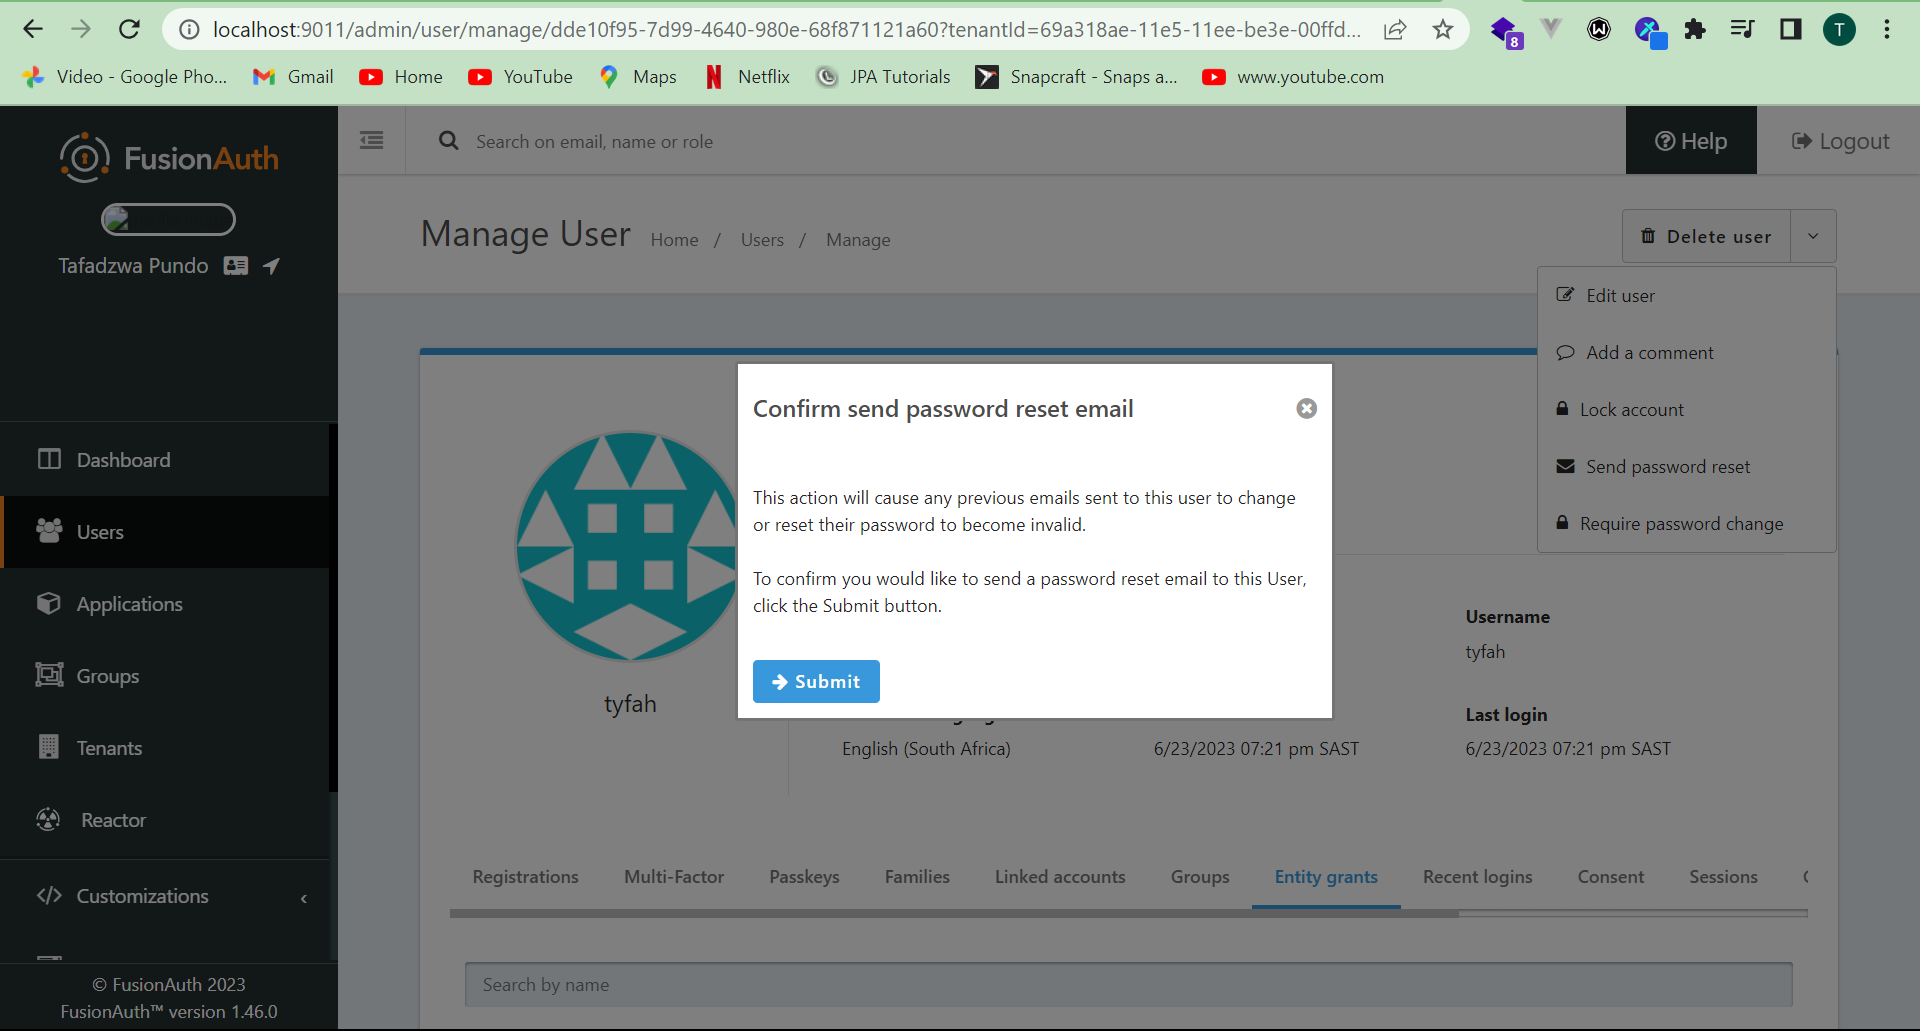 localhost:9011/admin/user/manage/dde10f95-7d99-4640-980e-68f871121a60?tenantId=69a318ae-11e5-11ee-be3e-00ffd...
8
T
Video - Google Pho...
Gmail
Home
YouTube
Maps
Netflix
JPA Tutorials
Snapcraft - Snaps a...
www.youtube.com
FusionAuth
Tafadzwa Pundo
Dashboard
Users
Applications
Groups
Tenants
Reactor
Customizations
© FusionAuth 2023
FusionAuth™ version 1.46.0
Search on email, name or role
Help
Logout
Manage User
Home / Users / Manage
Delete user
Edit user
Add a comment
Lock account
Send password reset
Require password change
Confirm send password reset email
This action will cause any previous emails sent to this user to change
or reset their password to become invalid.
To confirm you would like to send a password reset email to this User,
click the Submit button.
Submit
tyfah
Username
tyfah
Last login
English (South Africa)
6/23/2023 07:21 pm SAST
6/23/2023 07:21 pm SAST
Registrations
Multi-Factor
Passkeys
Families
Linked accounts
Groups
Entity grants
Recent logins
Consent
Sessions
Search by name